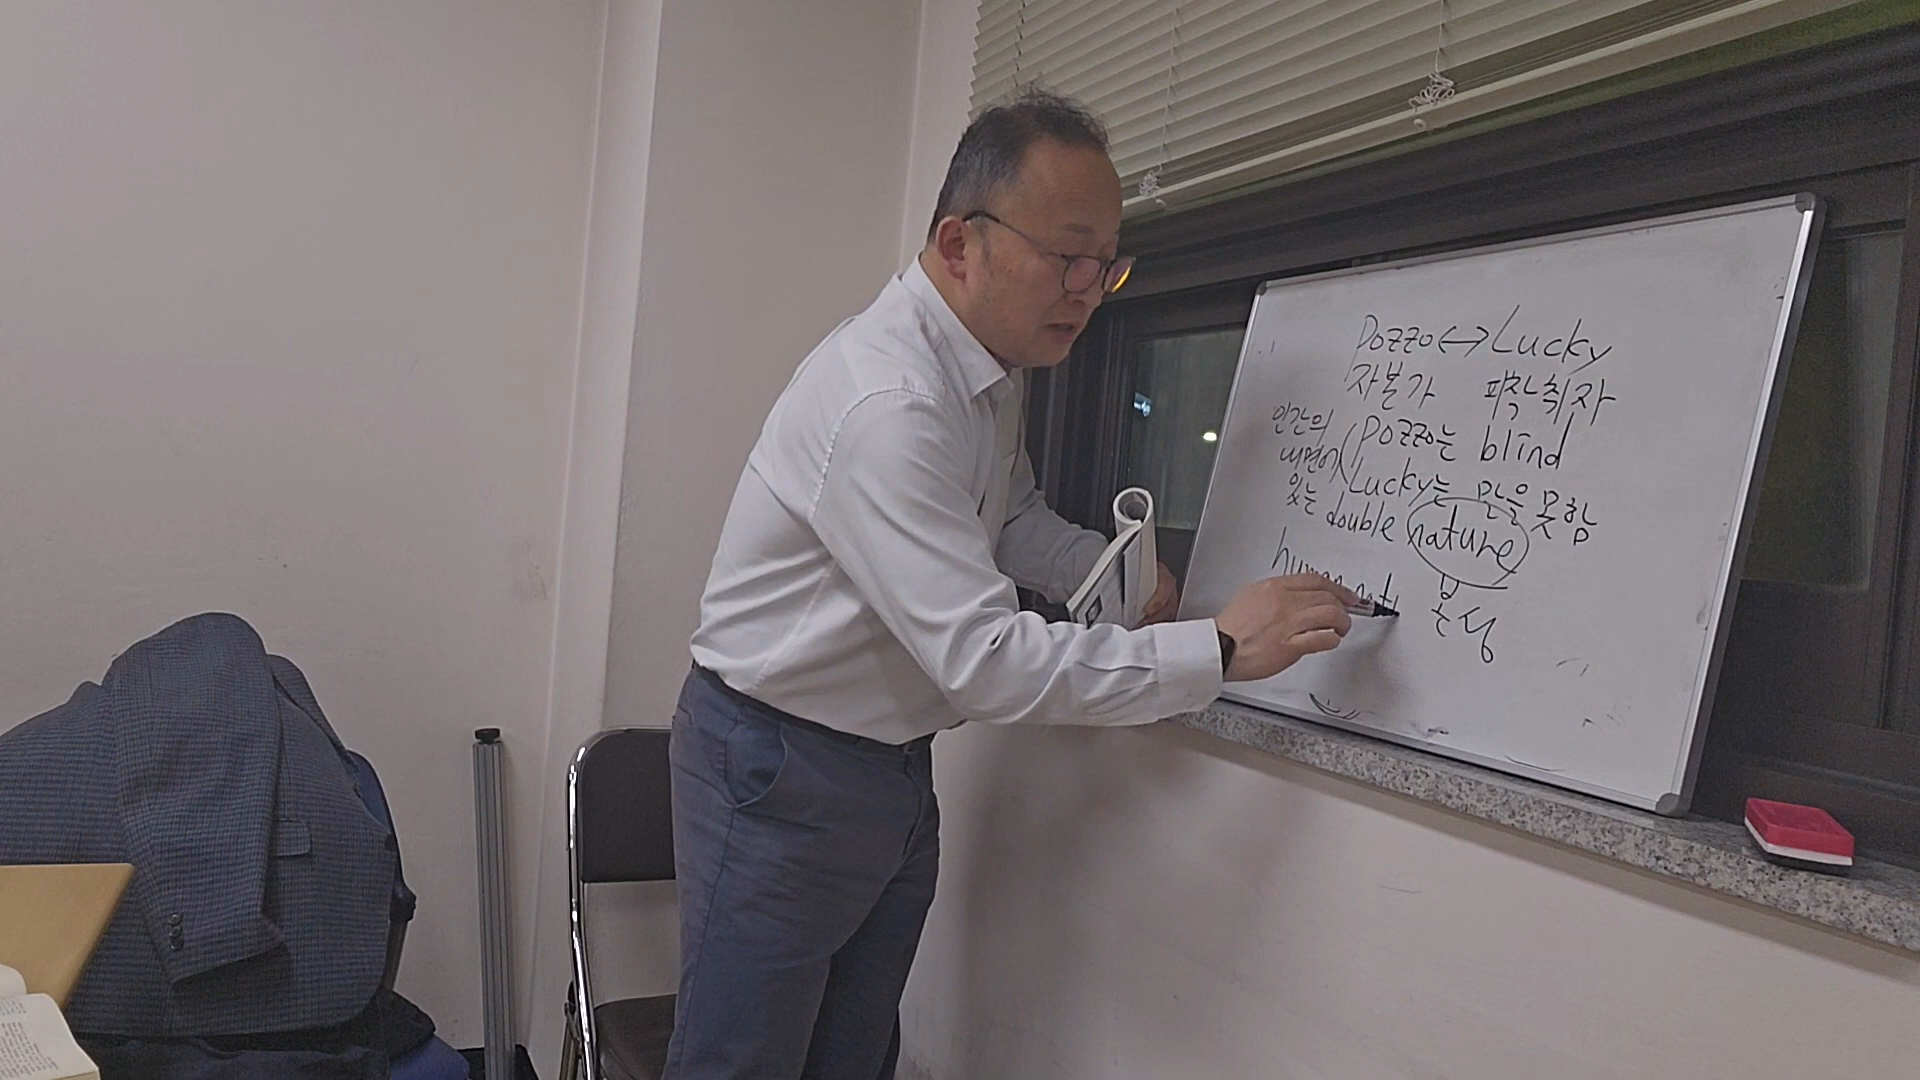 Pozzo ↔ Lucky
자본가 피착취자
인간의 Pozzo는 blind
내면에 Lucky는 말을 못함
있는 double nature
human natu 본성